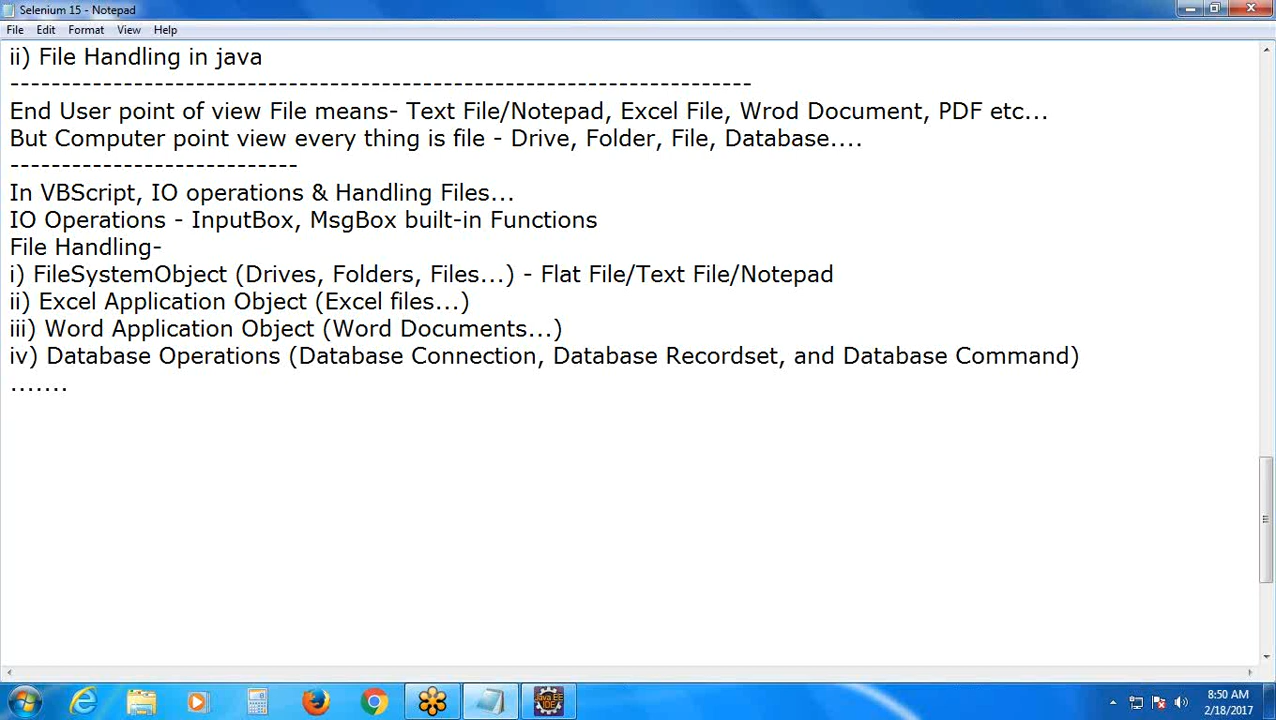 Selenium 15 - Notepad
File Edit Format View Help
ii) File Handling in java
-----------------------------------------------------------------------
End User point of view File means- Text File/Notepad, Excel File, Wrod Document, PDF etc...
But Computer point view every thing is file - Drive, Folder, File, Database....
----------------------------
In VBScript, IO operations & Handling Files...
IO Operations - InputBox, MsgBox built-in Functions
File Handling-
i) FileSystemObject (Drives, Folders, Files...) - Flat File/Text File/Notepad
ii) Excel Application Object (Excel files...)
iii) Word Application Object (Word Documents...)
iv) Database Operations (Database Connection, Database Recordset, and Database Command)
.......
Java EE
IDE
8:50 AM
2/18/2017